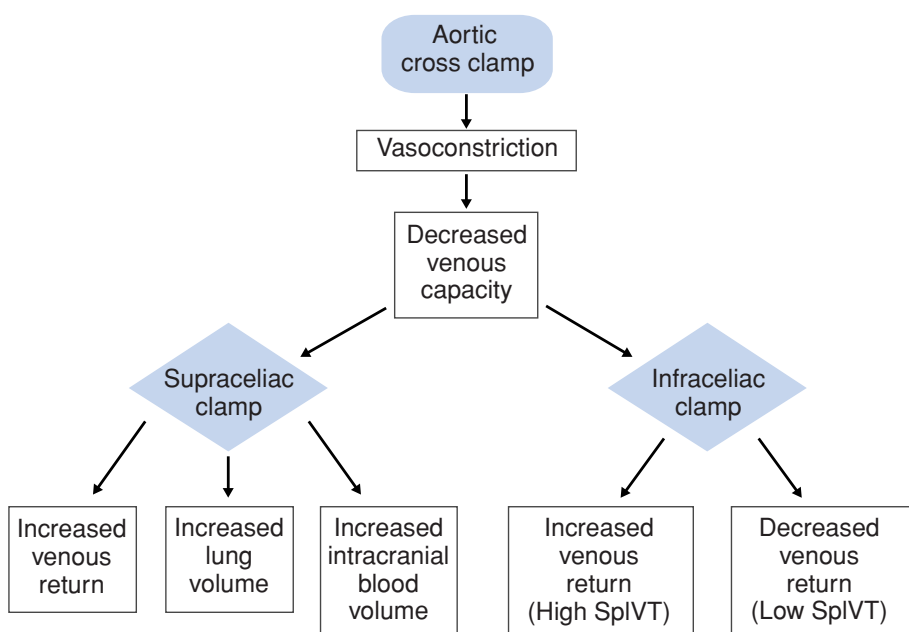 Aortic
cross clamp
Vasoconstriction
Decreased
venous
capacity
Supraceliac
clamp
Infraceliac
clamp
Increased
venous
return
Increased
lung
volume
Increased
intracranial
blood
volume
Increased
venous
return
(High SplVT)
Decreased
venous
return
(Low SplVT)